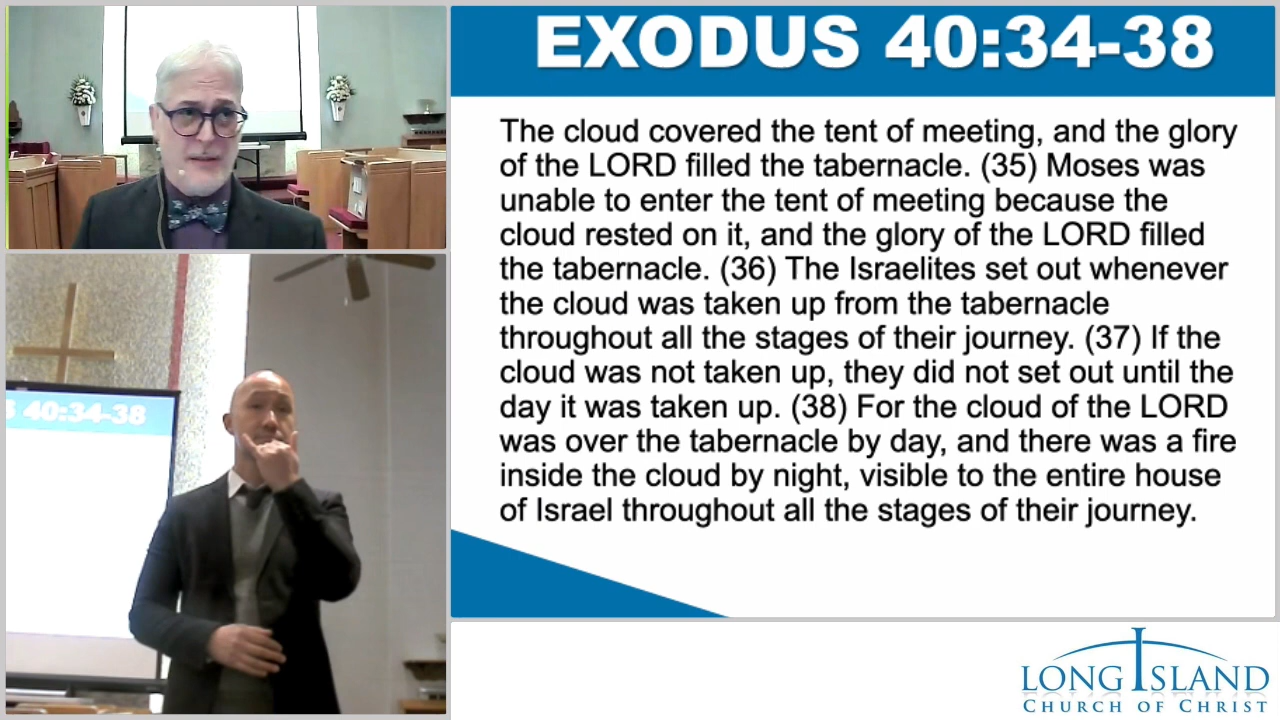 EXODUS 40:34-38
The cloud covered the tent of meeting, and the glory
of the LORD filled the tabernacle. (35) Moses was
unable to enter the tent of meeting because the
cloud rested on it, and the glory of the LORD filled
the tabernacle. (36) The Israelites set out whenever
the cloud was taken up from the tabernacle
throughout all the stages of their journey. (37) If the
cloud was not taken up, they did not set out until the
day it was taken up. (38) For the cloud of the LORD
was over the tabernacle by day, and there was a fire
inside the cloud by night, visible to the entire house
of Israel throughout all the stages of their journey.
S 40:34-38
LONG ISLAND
CHURCH OF CHRIST